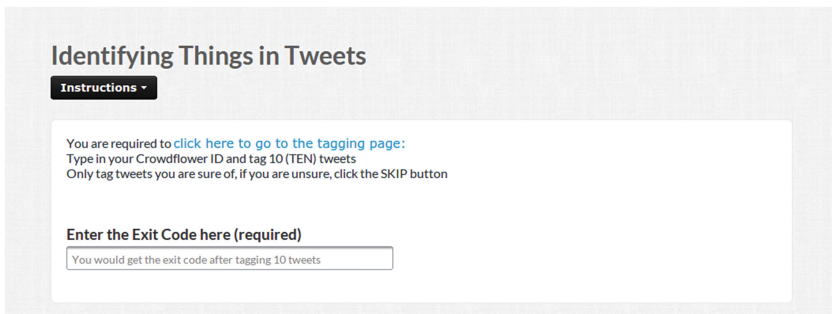 Identifying Things in Tweets
Instructions
You are required to click here to go to the tagging page:
Type in your Crowdflower ID and tag 10 (TEN) tweets
Only tag tweets you are sure of, if you are unsure, click the SKIP button
Enter the Exit Code here (required)
You would get the exit code after tagging 10 tweets